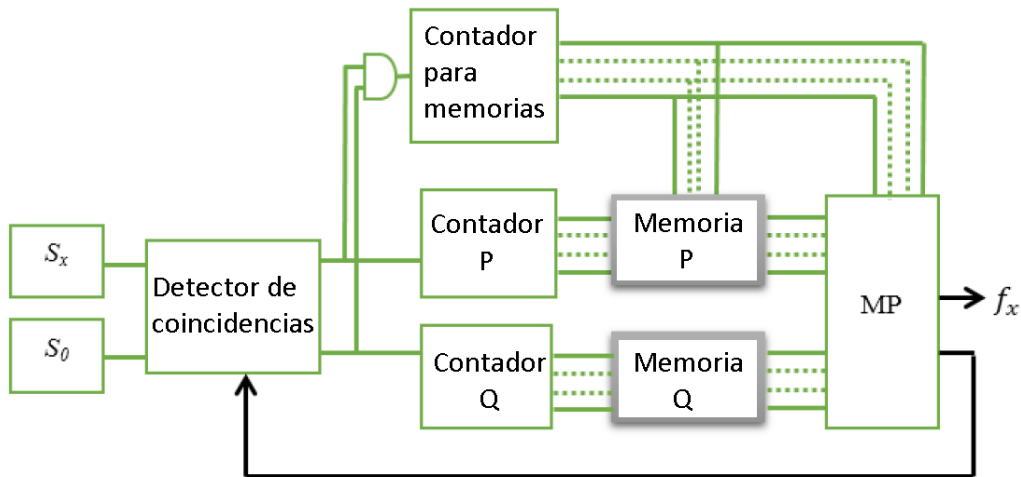 Contador
para
memorias
Contador
P
Memoria
P
Sx
S0
Detector de
coincidencias
MP
fx
Contador
Q
Memoria
Q